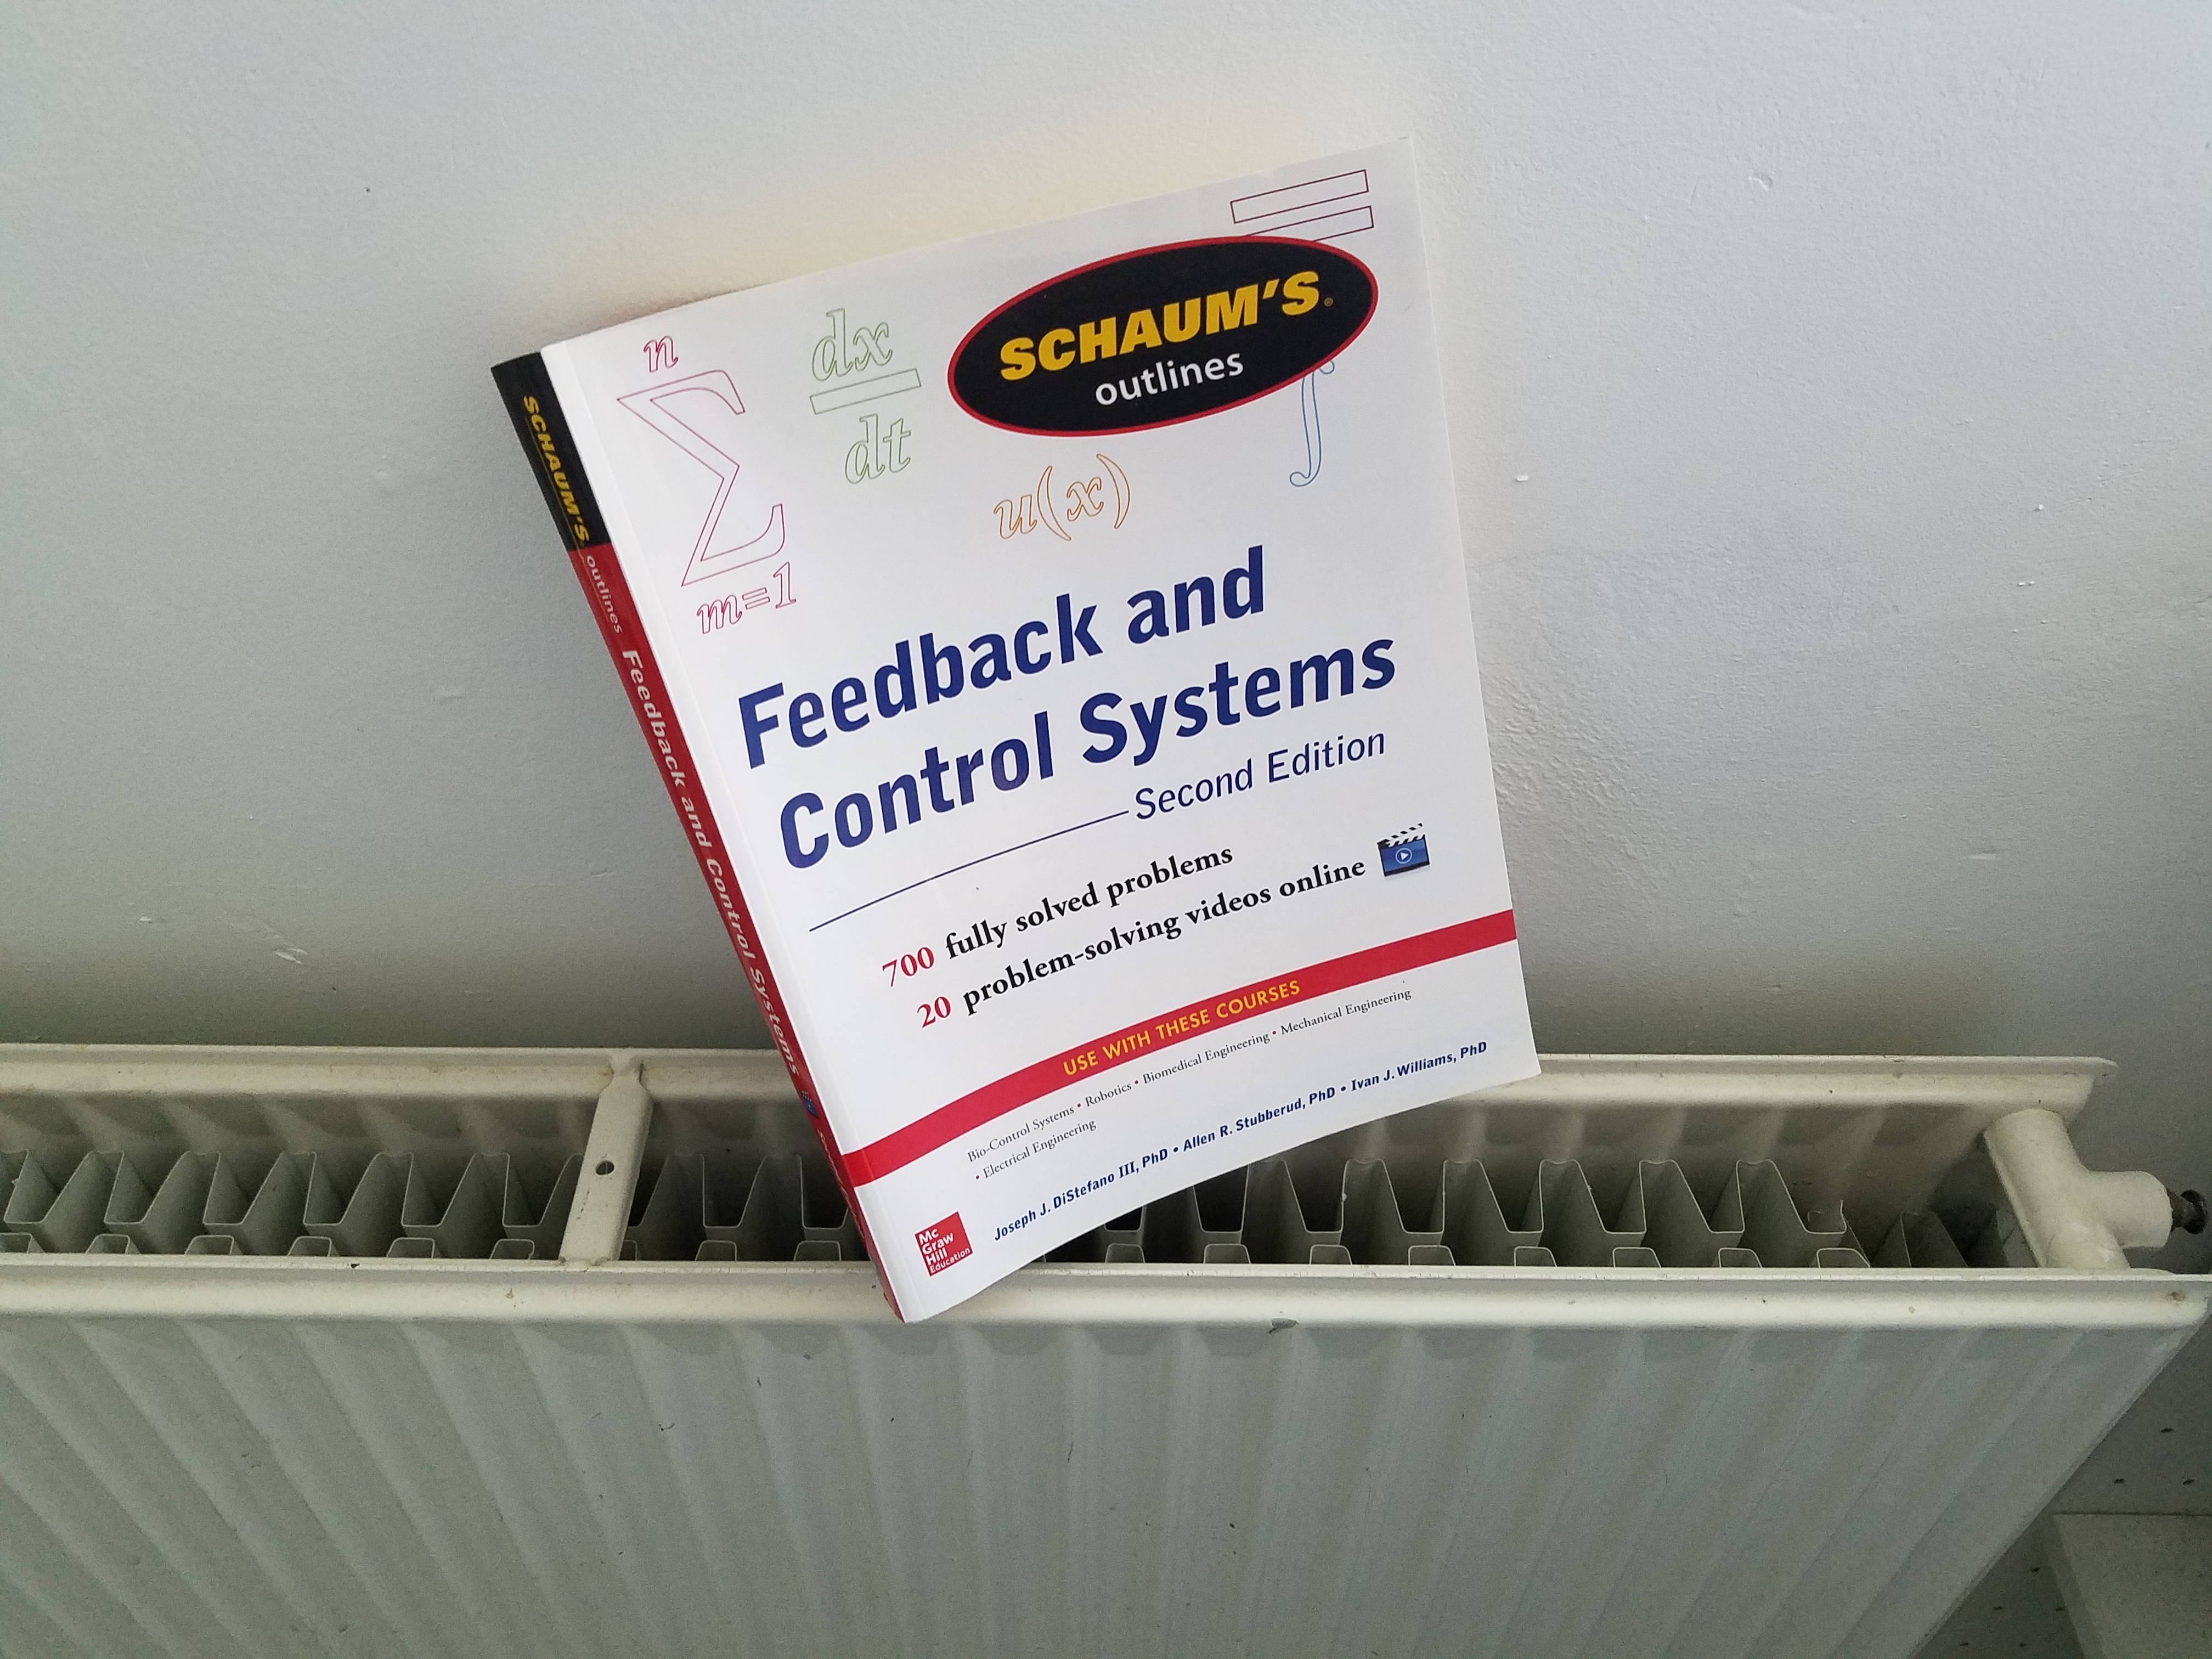 n
Σ
m=1
dx
dt
=
SCHAUM'S®
outlines
∫
u(x)
Feedback and
Control Systems
Second Edition
700 fully solved problems
20 problem-solving videos online
USE WITH THESE COURSES
Bio-Control Systems • Robotics • Biomedical Engineering • Mechanical Engineering
• Electrical Engineering
Joseph J. DiStefano III, PhD • Allen R. Stubberud, PhD • Ivan J. Williams, PhD
Mc
Graw
Hill
Education
SCHAUM'S outlines Feedback and Control Systems